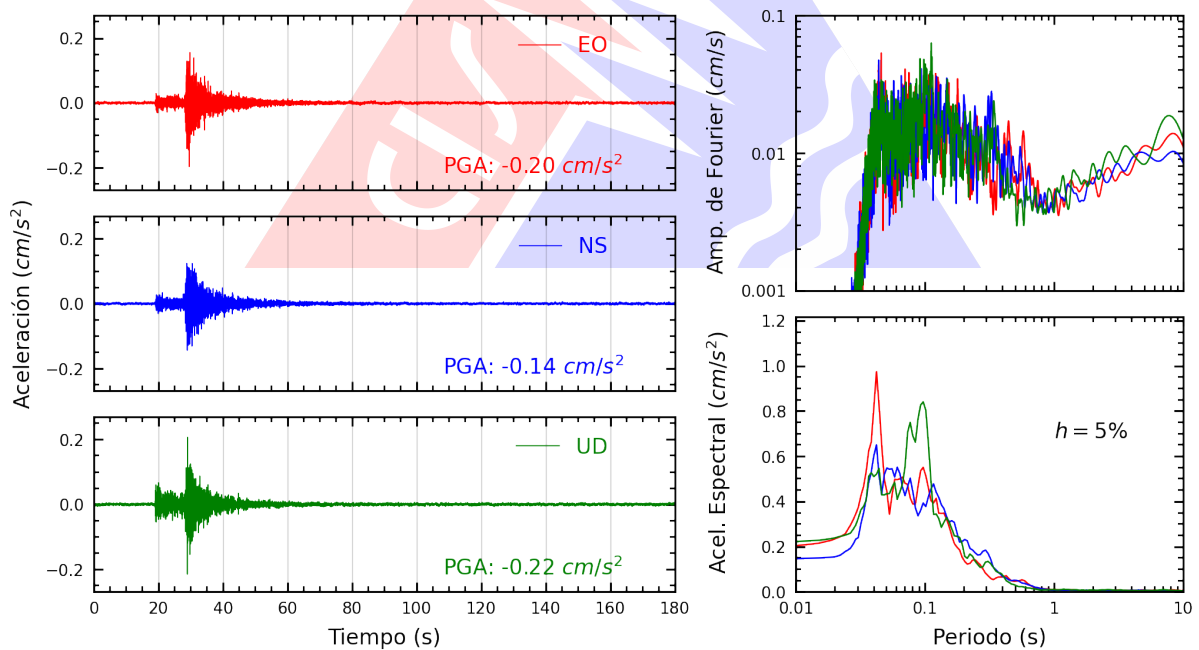 Aceleración (cm/s²)
0.2
0.0
−0.2
EO
PGA: -0.20 cm/s²
0.2
0.0
−0.2
NS
PGA: -0.14 cm/s²
0.2
0.0
−0.2
UD
PGA: -0.22 cm/s²
0 20 40 60 80 100 120 140 160 180
Tiempo (s)
Amp. de Fourier (cm/s)
0.1
0.01
0.001
Acel. Espectral (cm/s²)
1.2
1.0
0.8
0.6
0.4
0.2
0.0
h = 5%
0.01 0.1 1 10
Periodo (s)